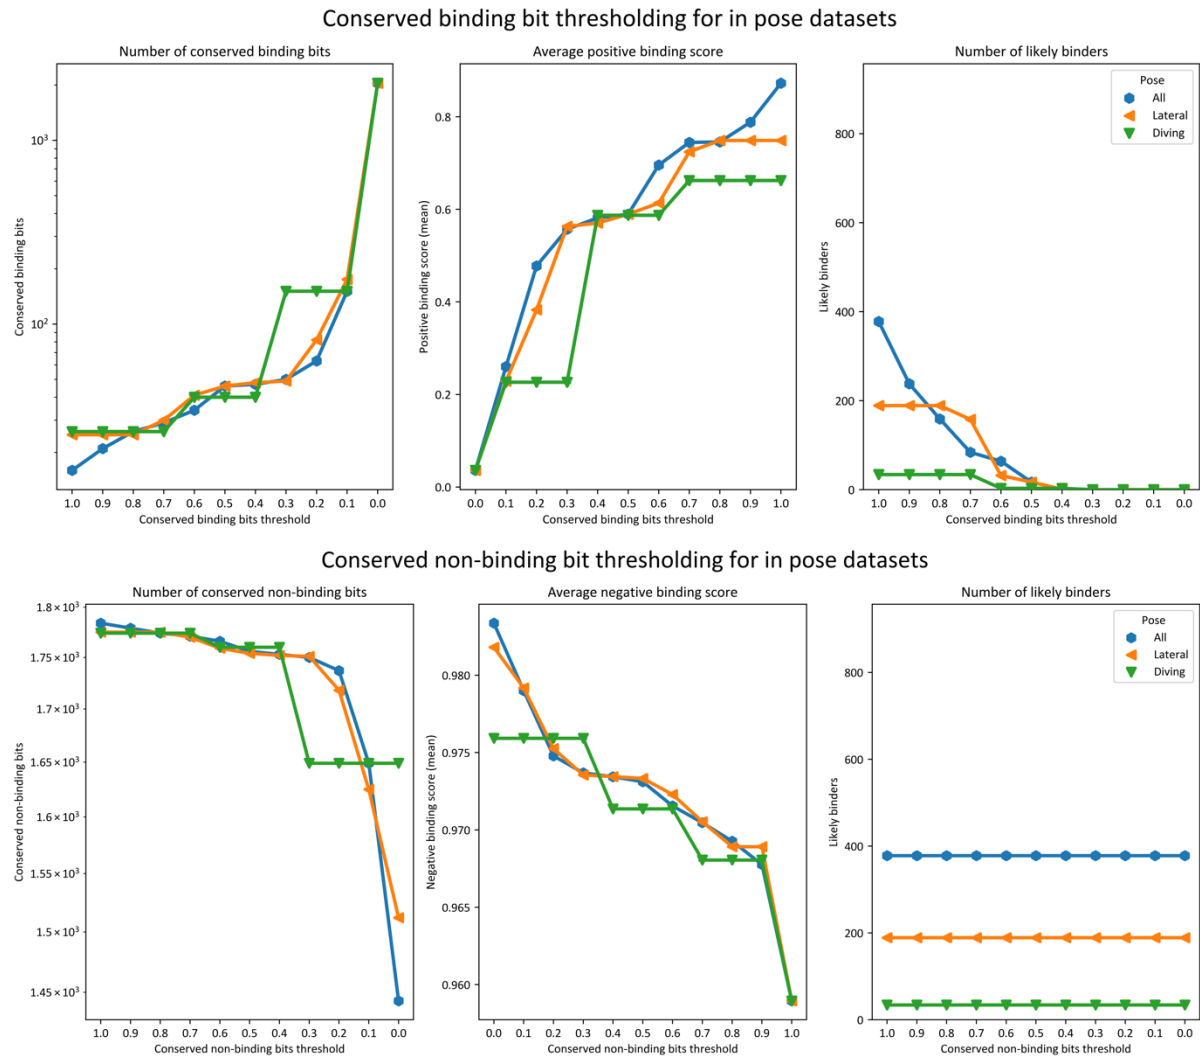 Conserved binding bit thresholding for in pose datasets
Number of conserved binding bits
Conserved binding bits
10³
10²
1.0 0.9 0.8 0.7 0.6 0.5 0.4 0.3 0.2 0.1 0.0
Conserved binding bits threshold
Average positive binding score
Positive binding score (mean)
0.8
0.6
0.4
0.2
0.0
0.0 0.1 0.2 0.3 0.4 0.5 0.6 0.7 0.8 0.9 1.0
Conserved binding bits threshold
Number of likely binders
Likely binders
800
600
400
200
0
Pose
All
Lateral
Diving
1.0 0.9 0.8 0.7 0.6 0.5 0.4 0.3 0.2 0.1 0.0
Conserved binding bits threshold
Conserved non-binding bit thresholding for in pose datasets
Number of conserved non-binding bits
Conserved non-binding bits
1.8 × 10³
1.75 × 10³
1.7 × 10³
1.65 × 10³
1.6 × 10³
1.55 × 10³
1.5 × 10³
1.45 × 10³
1.0 0.9 0.8 0.7 0.6 0.5 0.4 0.3 0.2 0.1 0.0
Conserved non-binding bits threshold
Average negative binding score
Negative binding score (mean)
0.980
0.975
0.970
0.965
0.960
0.0 0.1 0.2 0.3 0.4 0.5 0.6 0.7 0.8 0.9 1.0
Conserved non-binding bits threshold
Number of likely binders
Likely binders
800
600
400
200
0
Pose
All
Lateral
Diving
1.0 0.9 0.8 0.7 0.6 0.5 0.4 0.3 0.2 0.1 0.0
Conserved non-binding bits threshold